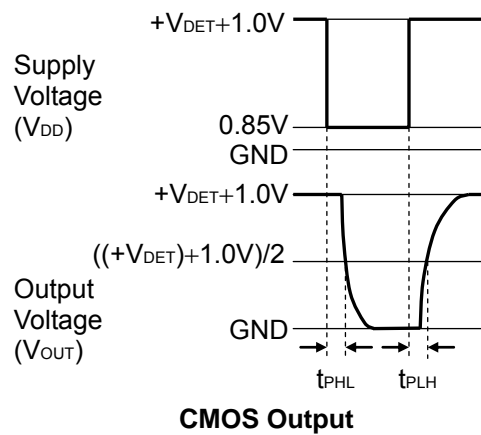 +VDET+1.0V
Supply
Voltage
(VDD)
0.85V
GND
+VDET+1.0V
((+VDET)+1.0V)/2
Output
Voltage
(VOUT)
GND
tPHL
tPLH
CMOS Output